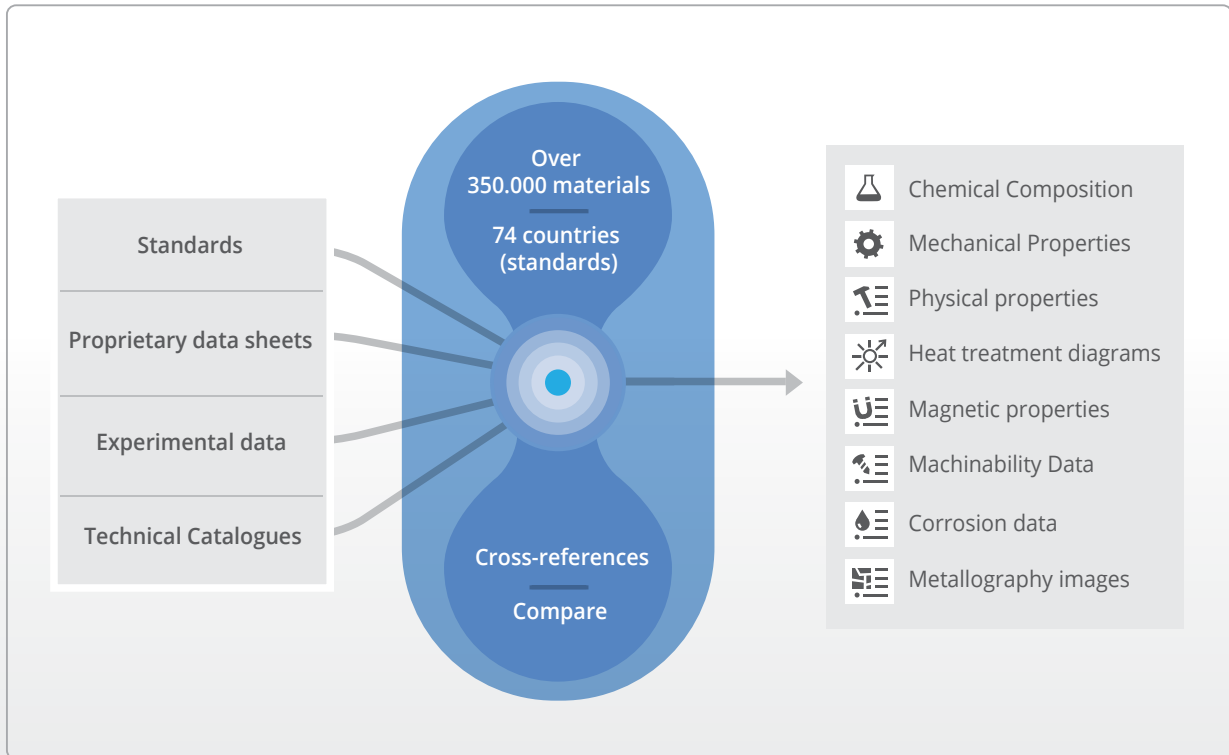 Standards
Proprietary data sheets
Experimental data
Technical Catalogues
Over
350.000 materials
74 countries
(standards)
Cross-references
Compare
Chemical Composition
Mechanical Properties
Physical properties
Heat treatment diagrams
Magnetic properties
Machinability Data
Corrosion data
Metallography images